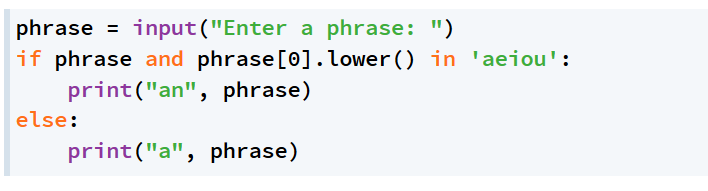 phrase = input("Enter a phrase: ")
if phrase and phrase[0].lower() in 'aeiou':
    print("an", phrase)
else:
    print("a", phrase)